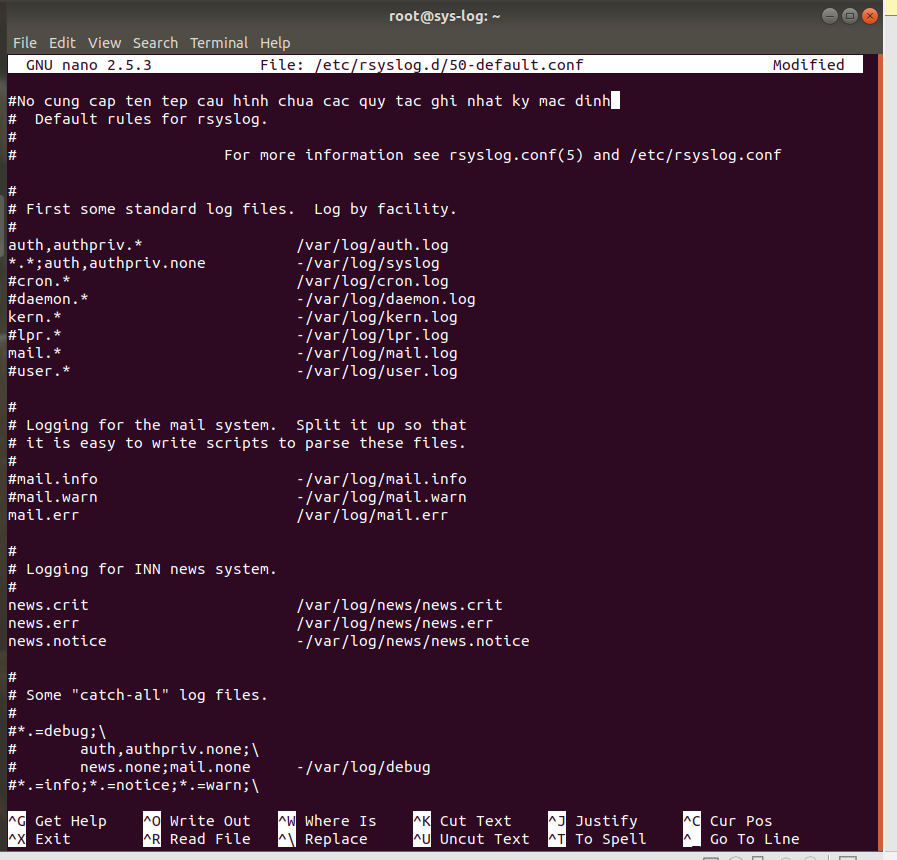 root@sys-log: ~
File Edit View Search Terminal Help
GNU nano 2.5.3 File: /etc/rsyslog.d/50-default.conf Modified
#No cung cap ten tep cau hinh chua cac quy tac ghi nhat ky mac dinh
# Default rules for rsyslog.
#
# For more information see rsyslog.conf(5) and /etc/rsyslog.conf
#
# First some standard log files. Log by facility.
#
auth,authpriv.* /var/log/auth.log
*.*;auth,authpriv.none -/var/log/syslog
#cron.* /var/log/cron.log
#daemon.* -/var/log/daemon.log
kern.* -/var/log/kern.log
#lpr.* -/var/log/lpr.log
mail.* -/var/log/mail.log
#user.* -/var/log/user.log
#
# Logging for the mail system. Split it up so that
# it is easy to write scripts to parse these files.
#
#mail.info -/var/log/mail.info
#mail.warn -/var/log/mail.warn
mail.err /var/log/mail.err
#
# Logging for INN news system.
#
news.crit /var/log/news/news.crit
news.err /var/log/news/news.err
news.notice -/var/log/news/news.notice
#
# Some "catch-all" log files.
#
#*.=debug;\
# auth,authpriv.none;\
# news.none;mail.none -/var/log/debug
#*.=info;*.=notice;*.=warn;\
^G Get Help ^O Write Out ^W Where Is ^K Cut Text ^J Justify ^C Cur Pos
^X Exit ^R Read File ^\ Replace ^U Uncut Text ^T To Spell ^_ Go To Line